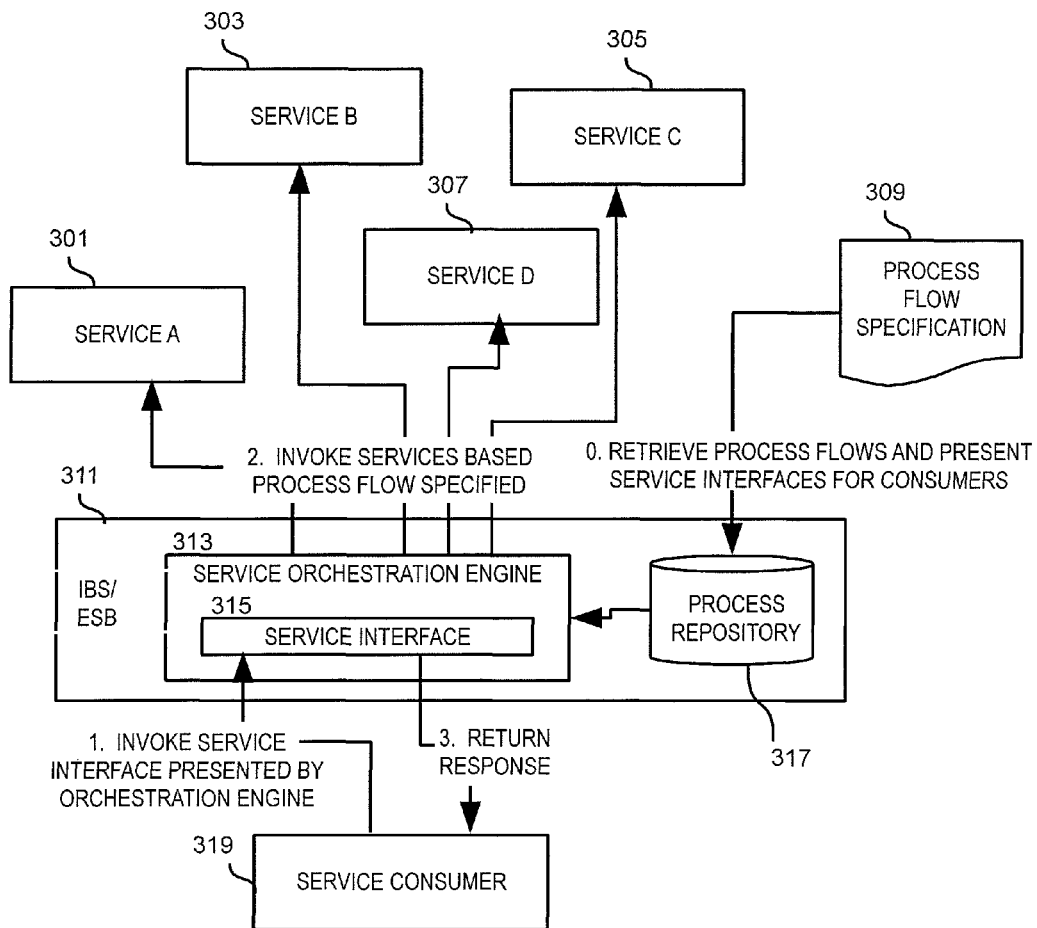 303
SERVICE B
305
SERVICE C
307
SERVICE D
309
PROCESS
FLOW
SPECIFICATION
301
SERVICE A
2. INVOKE SERVICES BASED
PROCESS FLOW SPECIFIED
0. RETRIEVE PROCESS FLOWS AND PRESENT
SERVICE INTERFACES FOR CONSUMERS
311
IBS/
ESB
313
SERVICE ORCHESTRATION ENGINE
315
SERVICE INTERFACE
PROCESS
REPOSITORY
317
1. INVOKE SERVICE
INTERFACE PRESENTED BY
ORCHESTRATION ENGINE
3. RETURN
RESPONSE
319
SERVICE CONSUMER